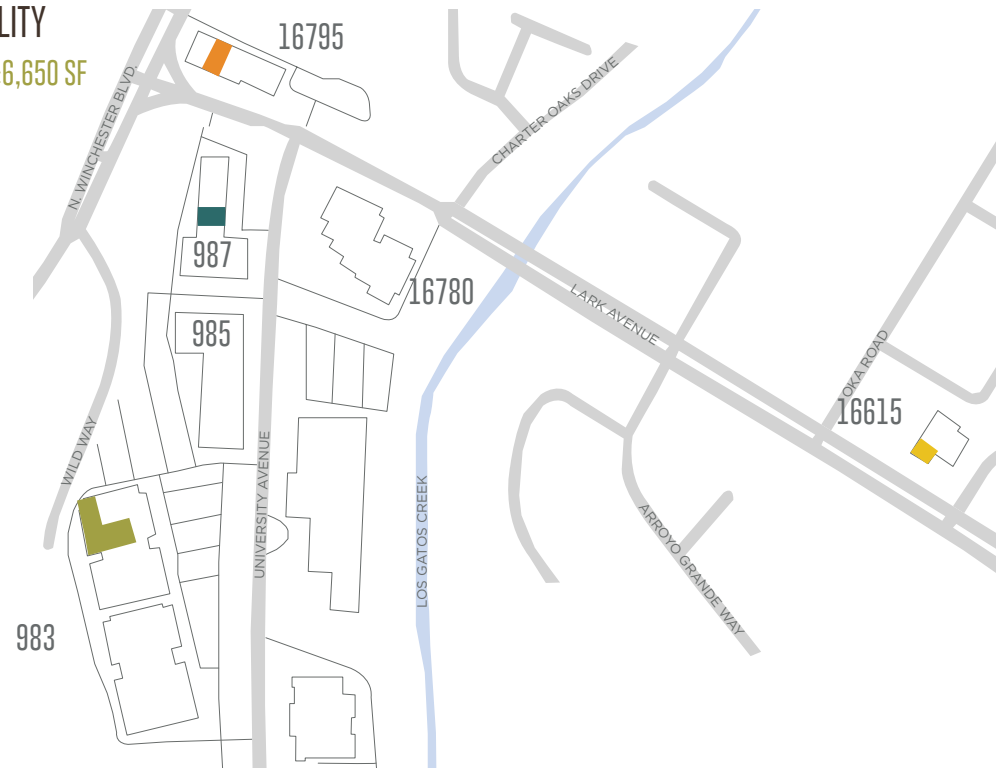 LITY
6,650 SF
16795
N. WINCHESTER BLVD.
CHARTER OAKS DRIVE
987
16780
985
LARK AVENUE
OKA ROAD
16615
WILD WAY
UNIVERSITY AVENUE
LOS GATOS CREEK
ARROYO GRANDE WAY
983